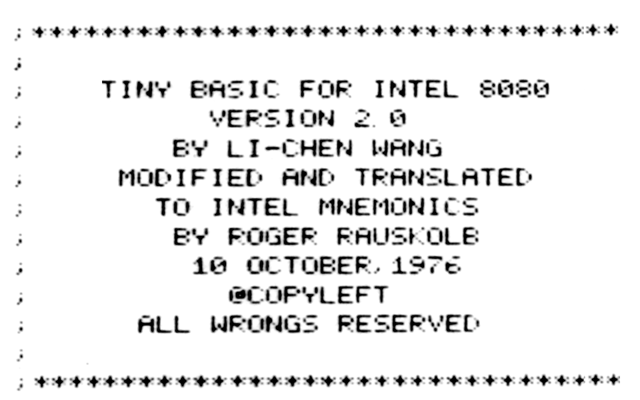 ; *********************************
;
; TINY BASIC FOR INTEL 8080
; VERSION 2.0
; BY LI-CHEN WANG
; MODIFIED AND TRANSLATED
; TO INTEL MNEMONICS
; BY ROGER RAUSKOLB
; 10 OCTOBER,1976
; @COPYLEFT
; ALL WRONGS RESERVED
;
; *********************************